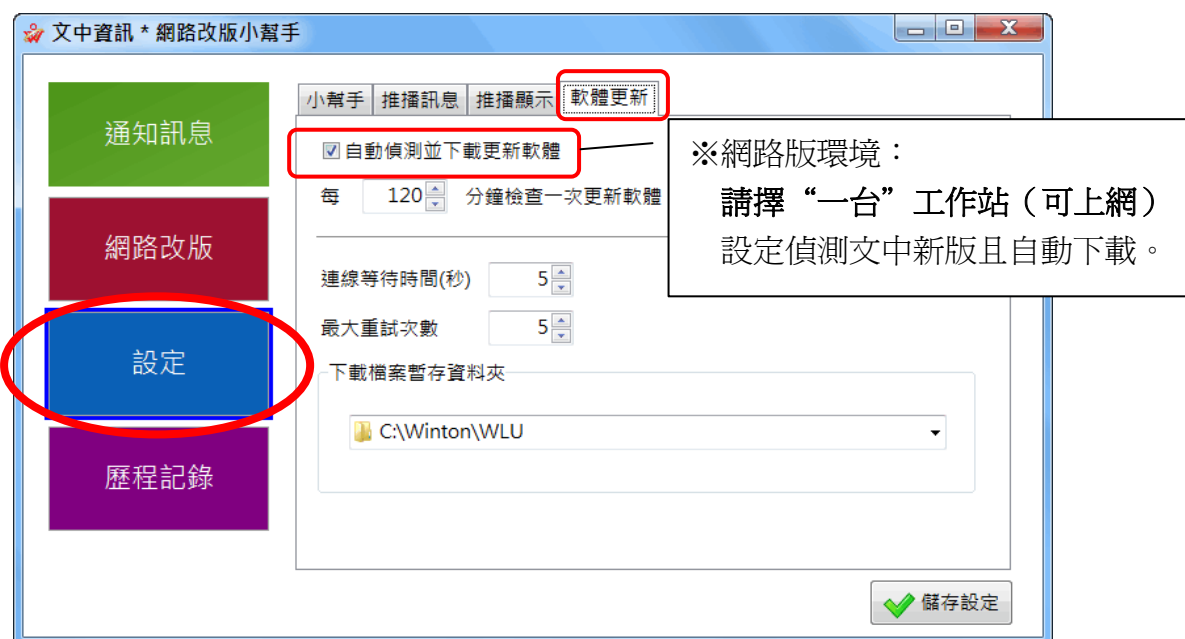 文中資訊 * 網路改版小幫手
通知訊息
網路改版
設定
歷程記錄
小幫手 推播訊息 推播顯示 軟體更新
自動偵測並下載更新軟體
每 120 分鐘檢查一次更新軟體
連線等待時間(秒) 5
最大重試次數 5
下載檔案暫存資料夾
C:\Winton\WLU
儲存設定
※網路版環境：
請擇“一台”工作站（可上網）
設定偵測文中新版且自動下載。